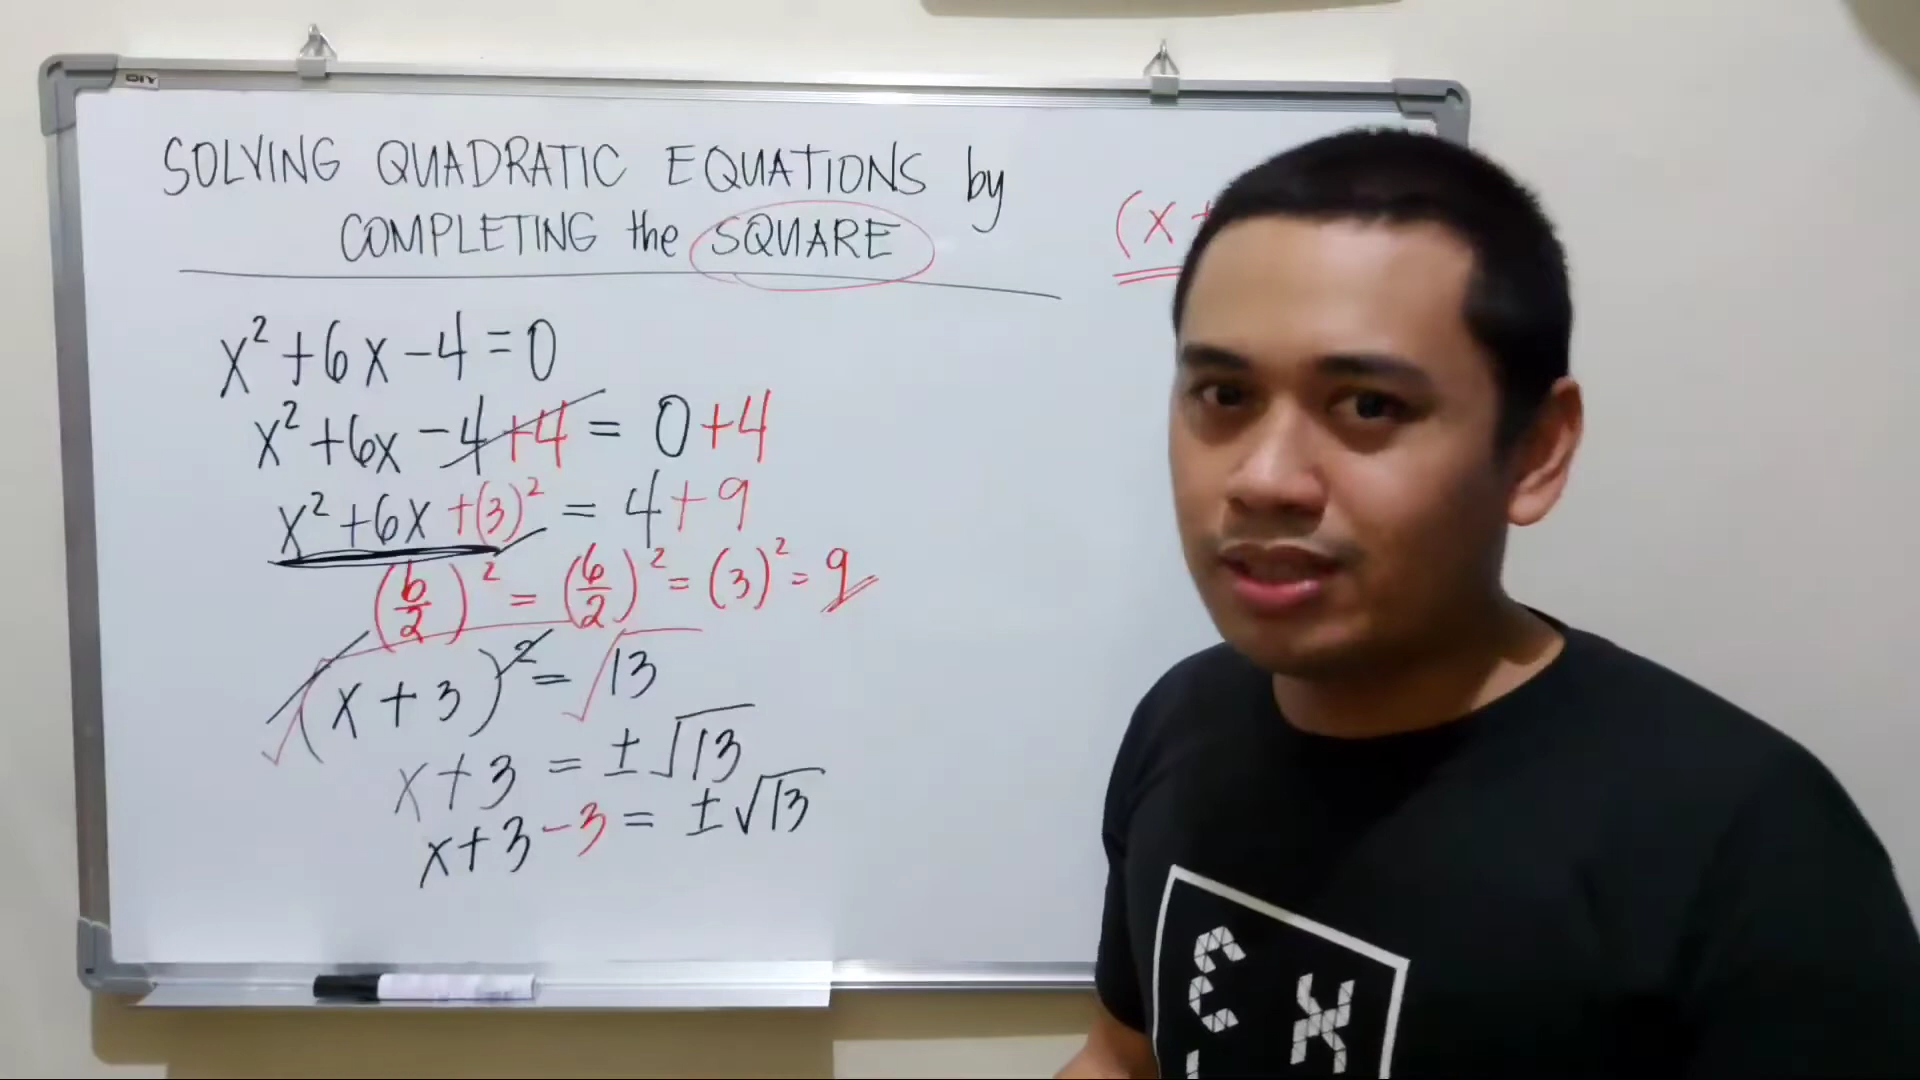 DIY
SOLVING QUADRATIC EQUATIONS by
COMPLETING the SQUARE
(x +
x² + 6x - 4 = 0
x² + 6x - 4 + 4 = 0 + 4
x² + 6x + (3)² = 4 + 9
(b/2)² = (6/2)² = (3)² = 9
√(x + 3)² = √13
x + 3 = ± √13
x + 3 - 3 = ± √13